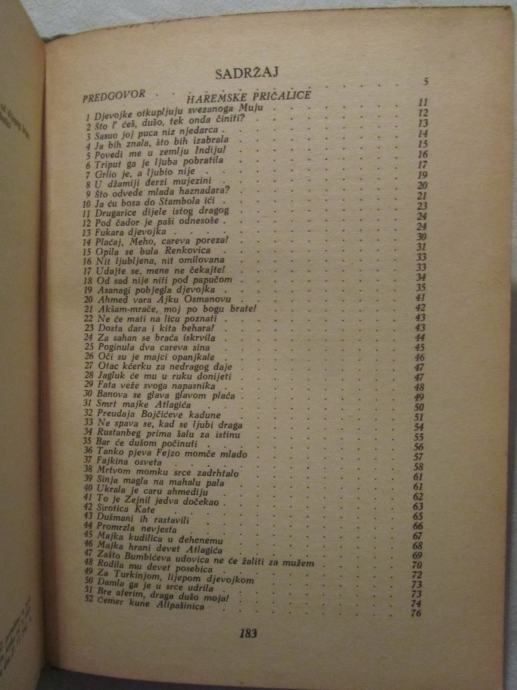 SADRŽAJ
PREDGOVOR . . . . . . . . . 5
HAREMSKE PRIČALICE
1 Djevojke otkupljuju svezanoga Muju . . . 11
2 Što l' ćeš, dušo, tek onda činiti? . . . 12
3 Sasuo joj puca niz njedarca . . . 13
4 Ja bih znala, što bih izabrala . . . 14
5 Povedi me u zemlju Indiju! . . . 15
6 Triput ga je ljuba pobratila . . . 16
7 Grlio je, a ljubio nije . . . 17
8 U džamiji đerzi mujezini . . . 19
9 Što odvede mlada haznadara? . . . 20
10 Ja ću bosa do Stambola ići . . . 21
11 Drugarice dijele istog dragog . . . 23
12 Pod čador je paši odnesoše . . . 24
13 Fukara djevojka . . . 24
14 Plaćaj, Meho, careva poreza! . . . 30
15 Opila se bula Renkovica . . . 31
16 Nit ljubljena, nit omilovana . . . 33
17 Udajte se, mene ne čekajte! . . . 33
18 Od sad nije niti pod papučom . . . 34
19 Asanagi pobjegla djevojka . . . 35
20 Ahmed vara Ajku Osmanovu . . . 41
21 Akšam-mrače, moj po bogu brate! . . . 42
22 Ne će mati na licu poznati . . . 43
23 Dosta dara i kita behara! . . . 43
24 Za sahan se braća iskrvila . . . 44
25 Poginula dva careva sina . . . 45
26 Oči su je majci opanjkale . . . 46
27 Otac kćerku za nedragog daje . . . 47
28 Jagluk će mu u ruku donijeti . . . 47
29 Fata veže svoga napasnika . . . 48
30 Banova se glava glavom plaća . . . 49
31 Smrt majke Atlagića . . . 50
32 Preudaja Bojčićeve kadune . . . 51
33 Ne spava se, kad se ljubi draga . . . 54
34 Rustanbeg prima šalu za istinu . . . 55
35 Bar će dušom počinuti . . . 56
36 Tanko pjeva Fejzo momče mlado . . . 57
37 Fajkina osveta . . . 58
38 Mrtvom momku srce zadrhtalo . . . 61
39 Sinja magla na mahalu pala . . . 61
40 Ukrala je caru ahmediju . . . 62
41 To je Zejnil jedva dočekao . . . 63
42 Sirotica Kate . . . 65
43 Dušmani ih rastavili . . . 66
44 Promrzla nevjesta . . . 67
45 Majka kudilica u đehenemu . . . 68
46 Majka hrani devet Atlagića . . . 69
47 Zašto Bumbićeva udovica ne će žaliti za mužem . . . 70
48 Rodila mu devet posebica . . . 72
49 Za Turkinjom, lijepom djevojkom . . . 73
50 Damla ga je u srce udrila . . . 73
51 Bre aferim, draga dušo moja! . . . 74
52 Čemer kune Alipašinica . . . 76
183